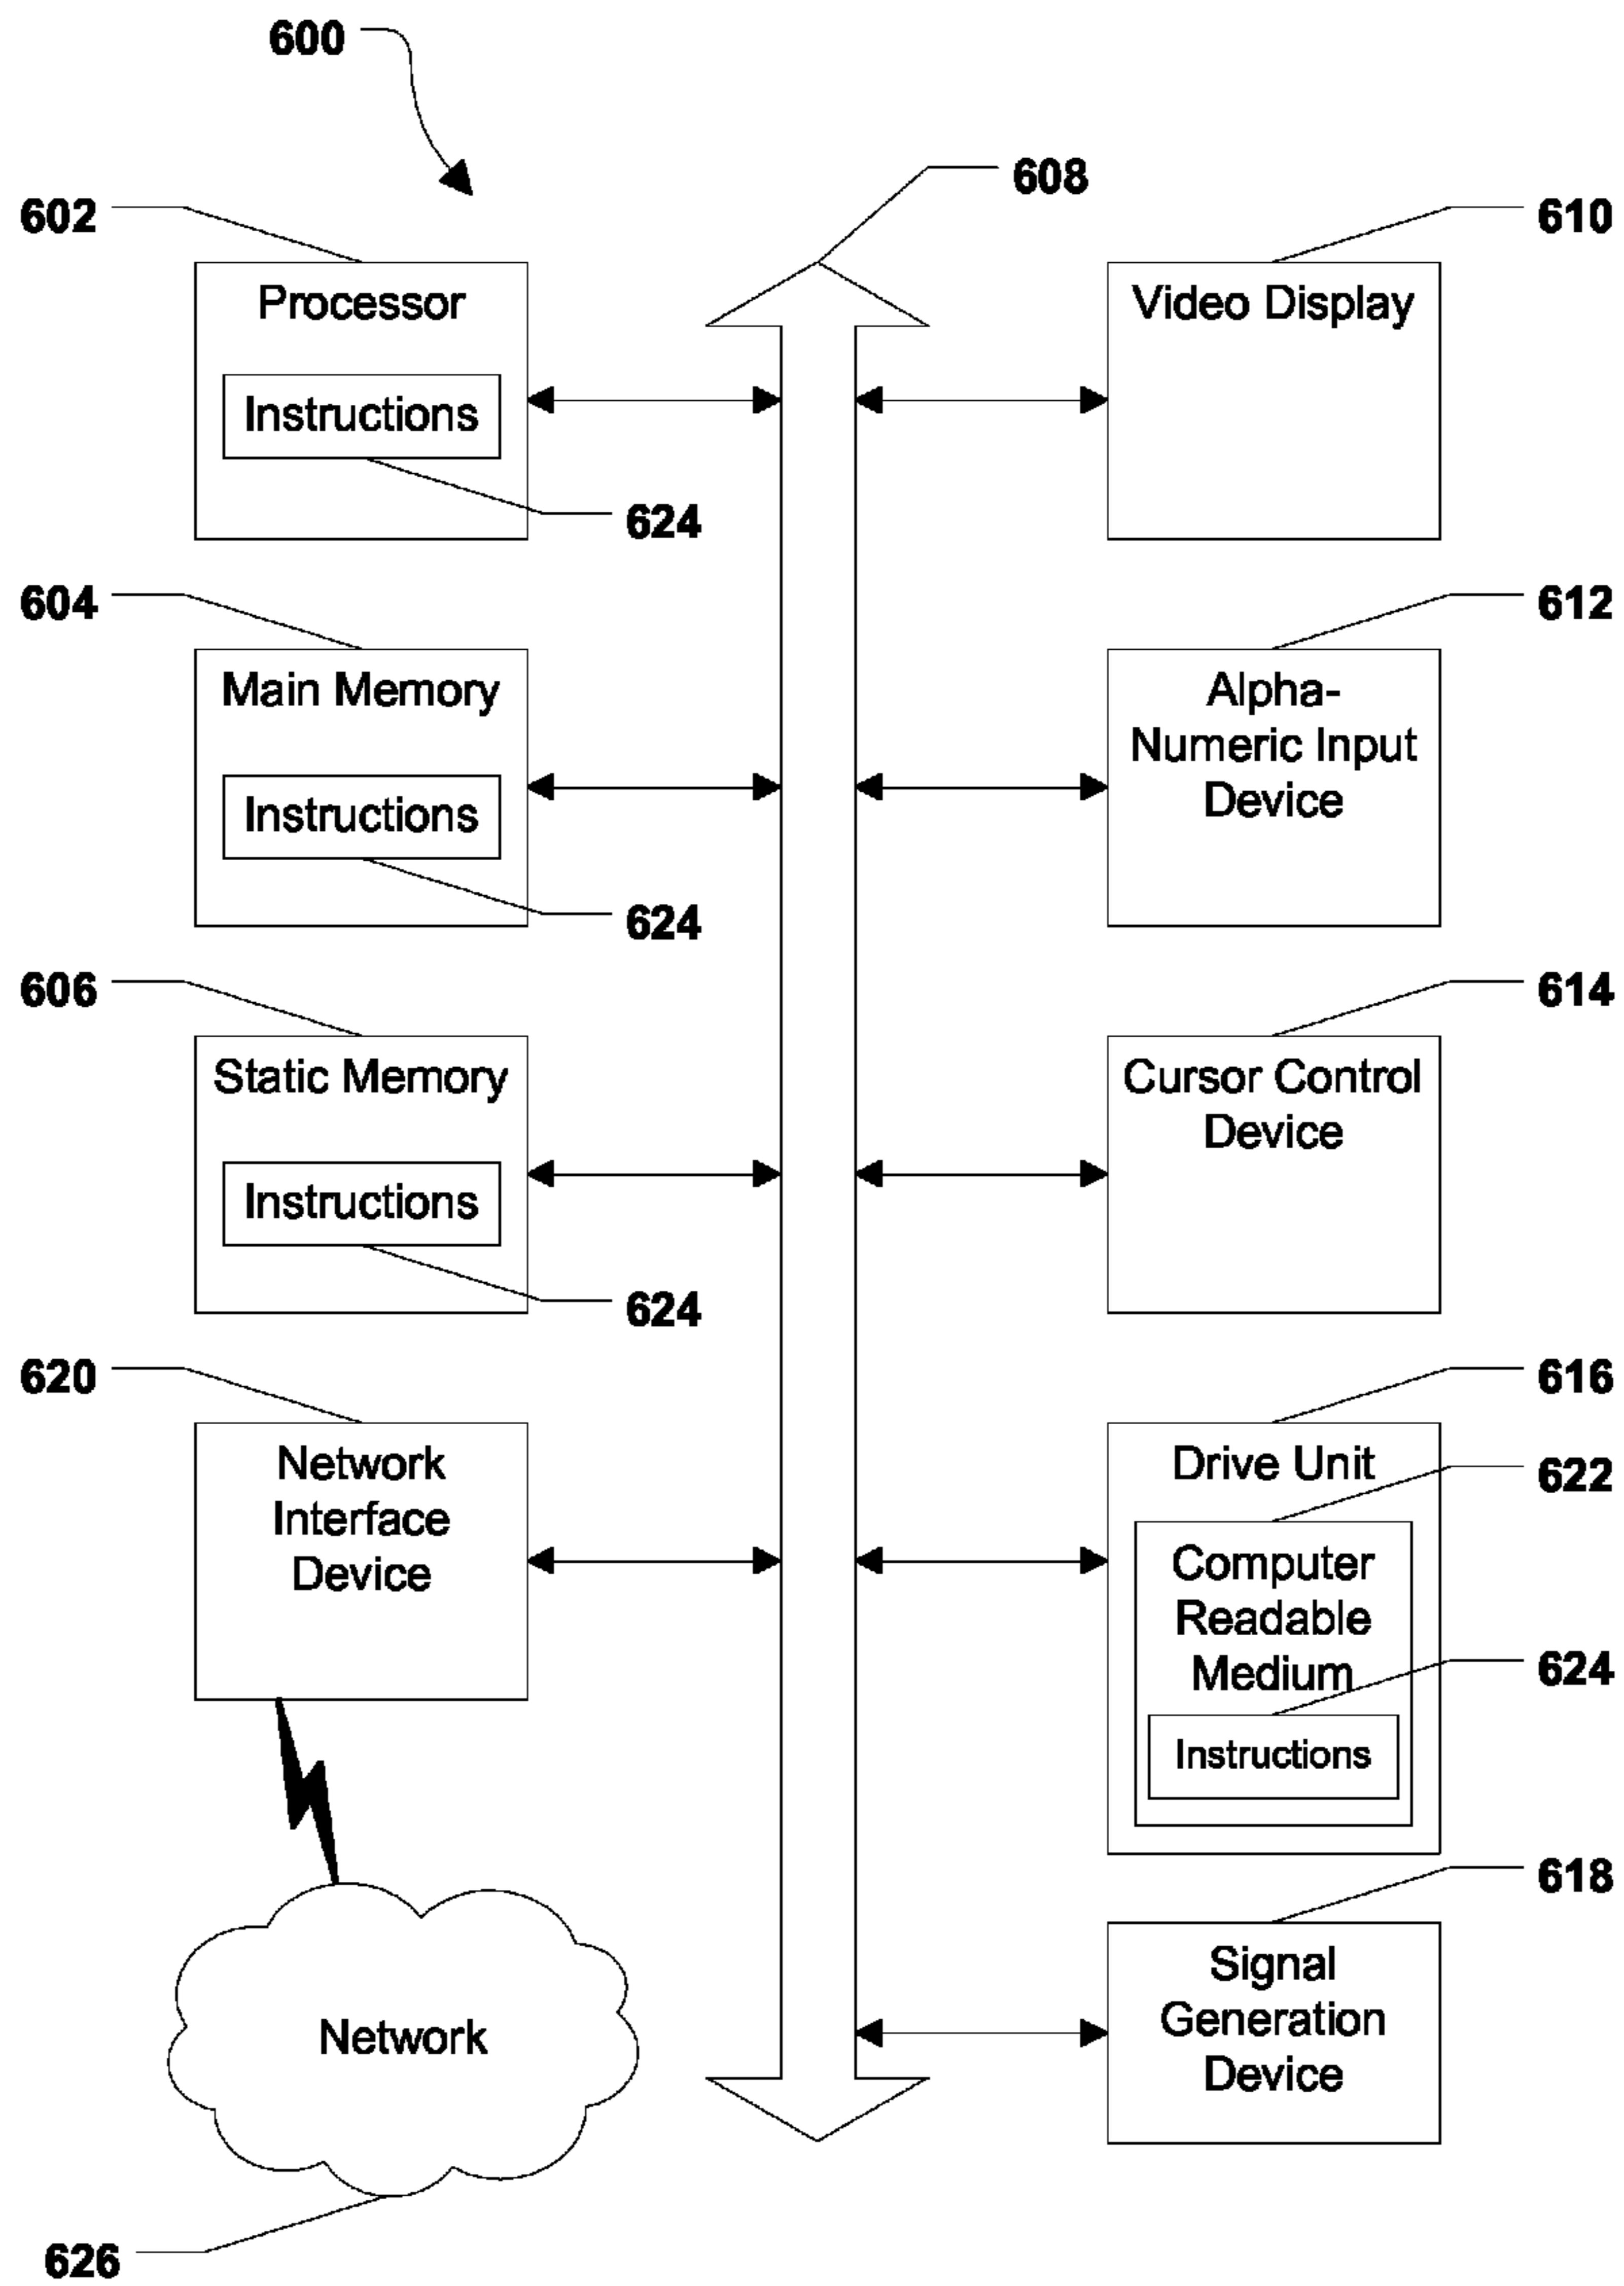 600
608
602
610
Processor
Instructions
624
Video Display
604
612
Main Memory
Instructions
624
Alpha-
Numeric Input
Device
606
614
Static Memory
Instructions
624
Cursor Control
Device
620
616
Network
Interface
Device
Drive Unit
622
Computer
Readable
Medium
624
Instructions
618
Signal
Generation
Device
Network
626